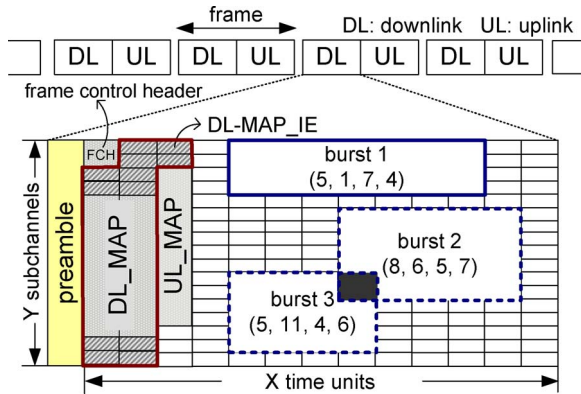 frame
DL: downlink UL: uplink
DL UL DL UL DL UL DL UL
frame control header
DL-MAP_IE
FCH
burst 1
(5, 1, 7, 4)
burst 2
(8, 6, 5, 7)
burst 3
(5, 11, 4, 6)
Y subchannels
preamble
DL_MAP
UL_MAP
X time units